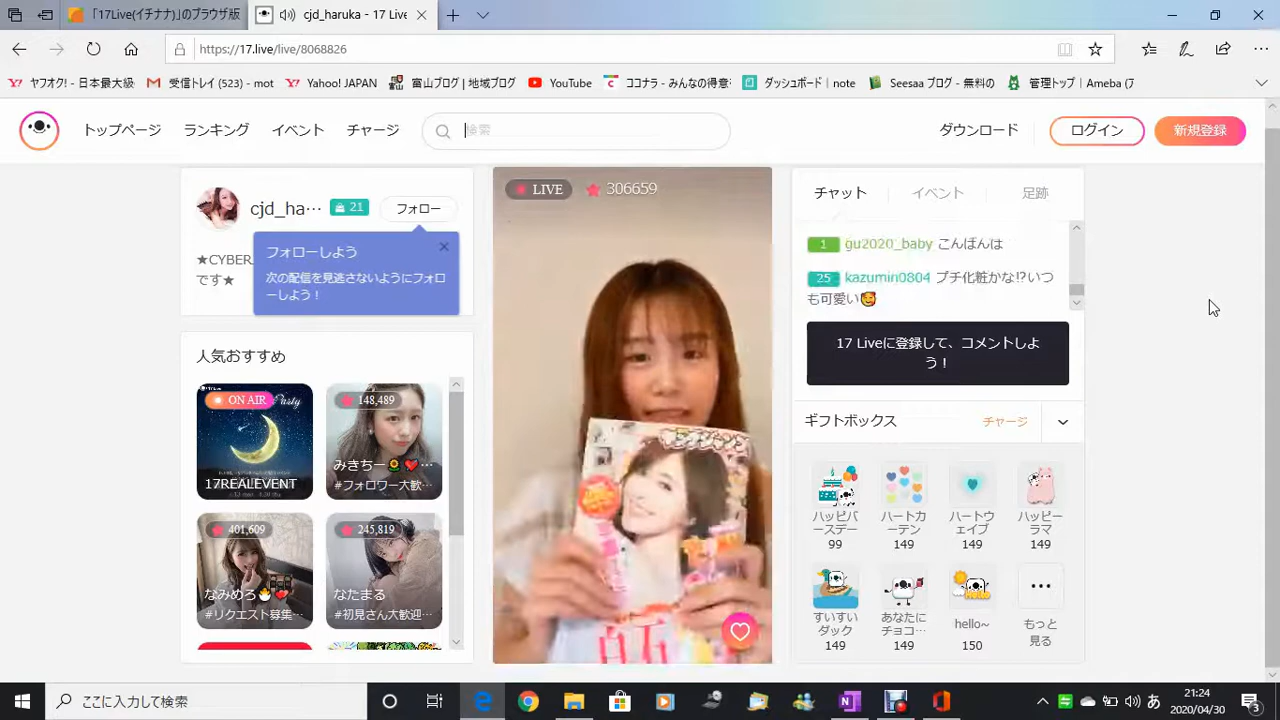 「17Live(イチナナ)」のブラウザ版
cjd_haruka - 17 Live
https://17.live/live/8068826
ヤフオク! - 日本最大級
受信トレイ (523) - mot
Yahoo! JAPAN
富山ブログ | 地域ブログ
YouTube
ココナラ - みんなの得意
ダッシュボード | note
Seesaa ブログ - 無料の
管理トップ | Ameba (ア
トップページ
ランキング
イベント
チャージ
検索
ダウンロード
ログイン
新規登録
cjd_ha…
21
フォロー
★CYBER
です★
フォローしよう
次の配信を見逃さないようにフォロ
ーしよう！
人気おすすめ
ON AIR
Party
17REALEVENT
148,489
みきちー🌻❤️…
#フォロワー大歓…
401,609
なみめろ🐣❤️
#リクエスト募集…
245,819
なたまる
#初見さん大歓迎…
LIVE
306659
チャット
イベント
足跡
1 gu2020_baby こんばんは
25 kazumin0804 プチ化粧かな!?いつ
も可愛い🥰
17 Liveに登録して、コメントしよ
う！
ギフトボックス
チャージ
ハッピバ
ースデー
99
ハートカ
ーテン
149
ハートウ
ェイブ
149
ハッピー
ラマ
149
すいすい
ダック
149
あなたに
チョコ…
149
hello~
150
もっと
見る
ここに入力して検索
あ
21:24
2020/04/30
3